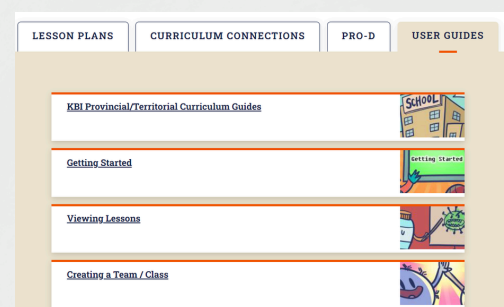 LESSON PLANS
CURRICULUM CONNECTIONS
PRO-D
USER GUIDES
KBI Provincial/Territorial Curriculum Guides
SCHOOL
Getting Started
Getting Started
Viewing Lessons
Creating a Team / Class